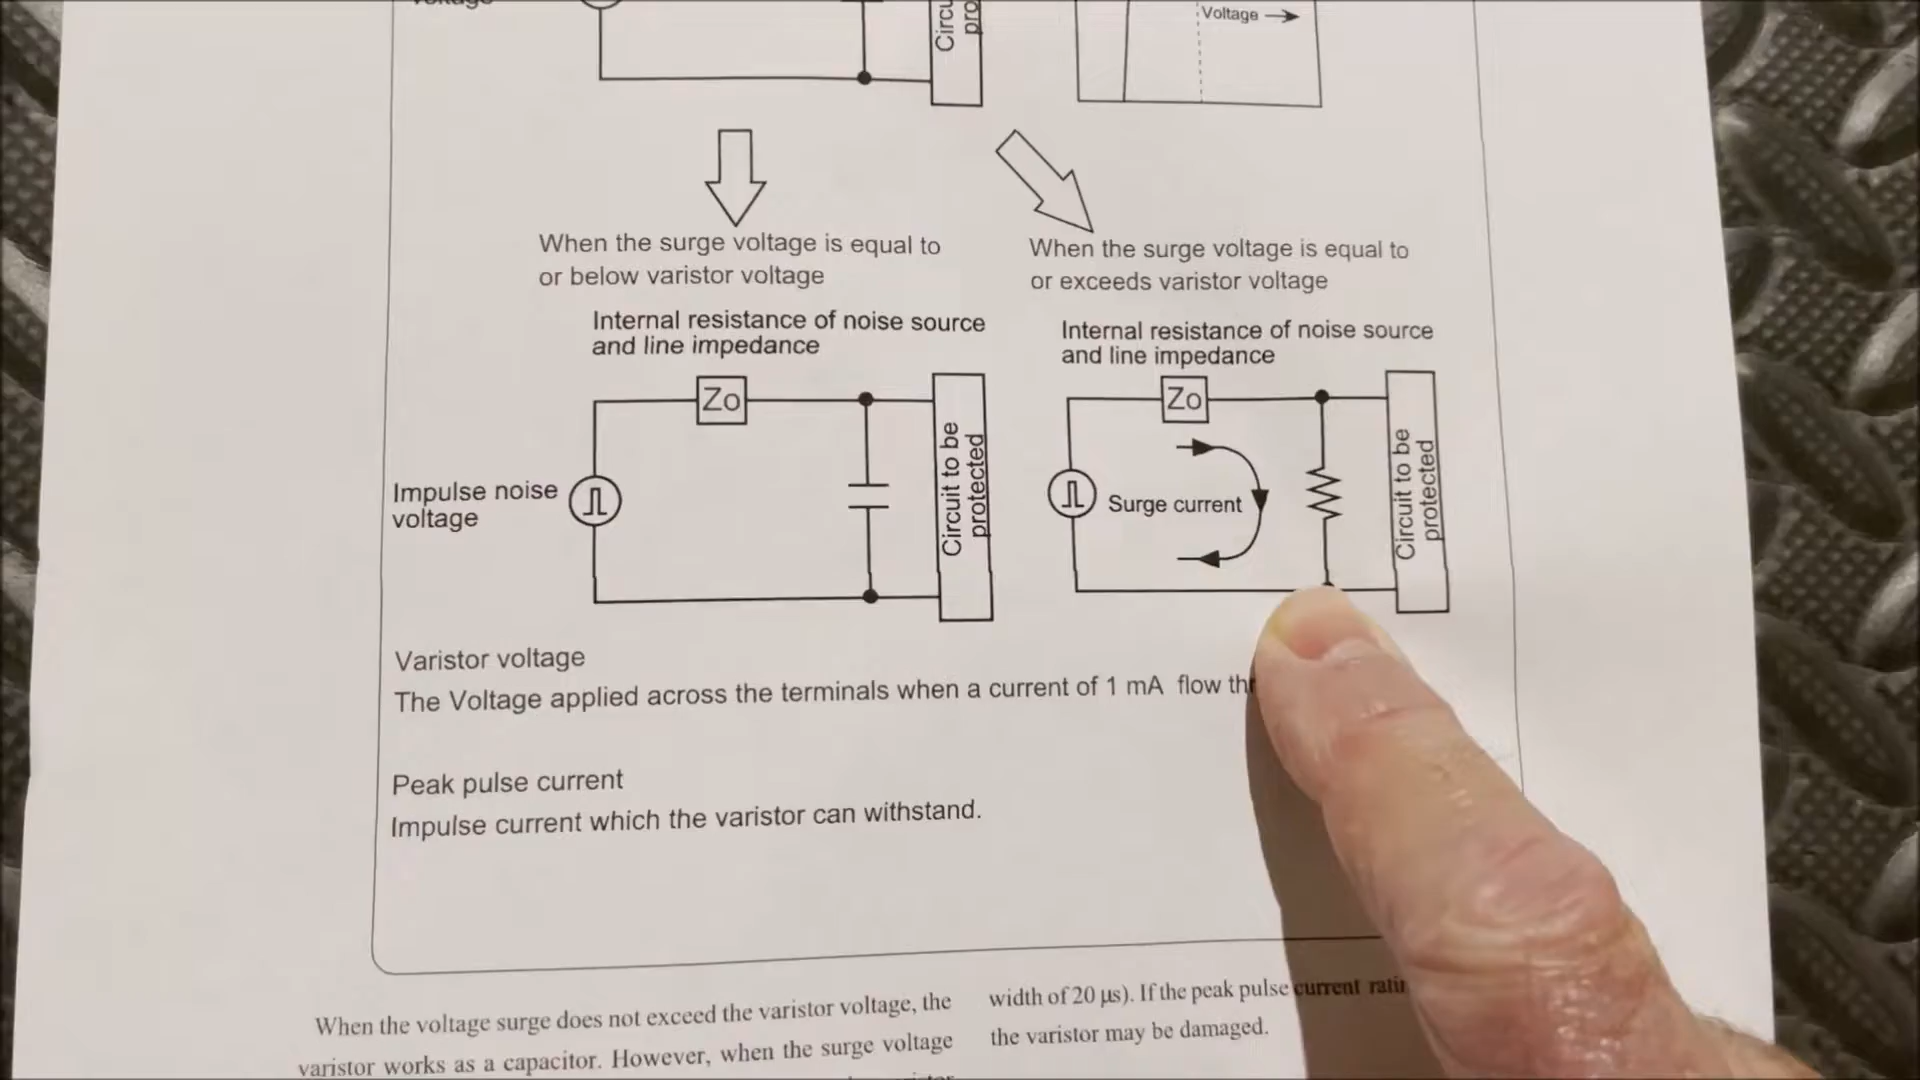 Voltage
When the surge voltage is equal to
or below varistor voltage
When the surge voltage is equal to
or exceeds varistor voltage
Internal resistance of noise source
and line impedance
Zo
Impulse noise
voltage
Circuit to be
protected
Internal resistance of noise source
and line impedance
Zo
Surge current
Circuit to be
protected
Varistor voltage
The Voltage applied across the terminals when a current of 1 mA flow
Peak pulse current
Impulse current which the varistor can withstand.
When the voltage surge does not exceed the varistor voltage, the
varistor works as a capacitor. However, when the surge voltage
width of 20 µs). If the peak pulse current
the varistor may be damaged.